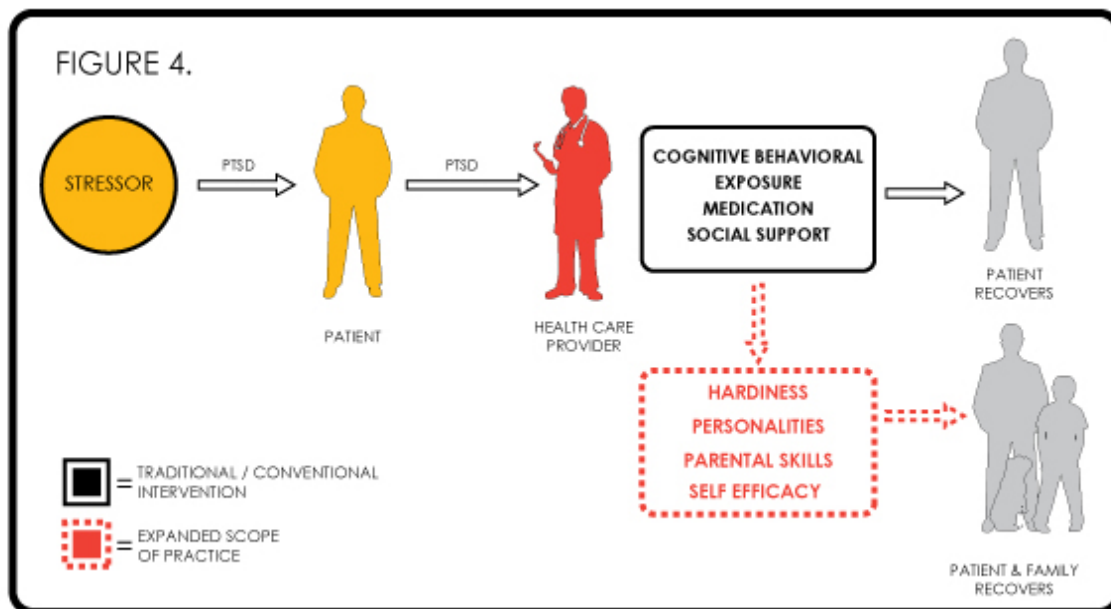 FIGURE 4.
STRESSOR
PTSD
PTSD
PATIENT
HEALTH CARE
PROVIDER
COGNITIVE BEHAVIORAL
EXPOSURE
MEDICATION
SOCIAL SUPPORT
PATIENT
RECOVERS
HARDINESS
PERSONALITIES
PARENTAL SKILLS
SELF EFFICACY
PATIENT & FAMILY
RECOVERS
= TRADITIONAL / CONVENTIONAL
INTERVENTION
= EXPANDED SCOPE
OF PRACTICE